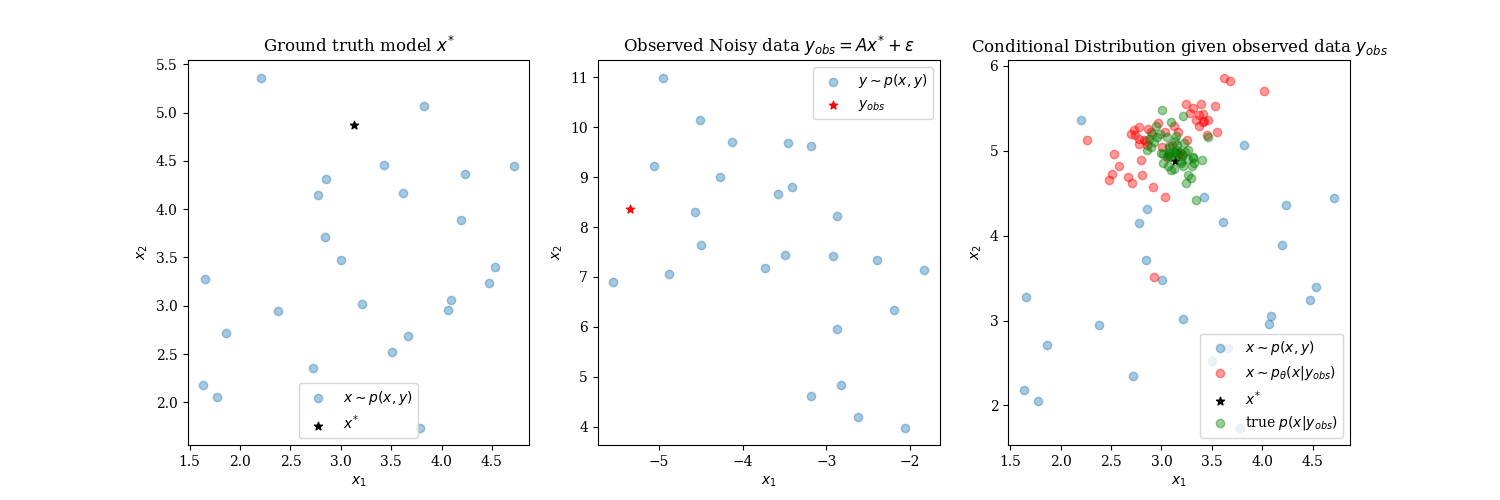 Ground truth model x*
5.5
5.0
4.5
4.0
3.5
3.0
2.5
2.0
x₂
x ~ p(x, y)
x*
1.5 2.0 2.5 3.0 3.5 4.0 4.5
x₁
Observed Noisy data y_obs = Ax* + ε
11
10
9
8
7
6
5
4
x₂
y ~ p(x, y)
y_obs
−5 −4 −3 −2
x₁
Conditional Distribution given observed data y_obs
6
5
4
3
2
x₂
x ~ p(x, y)
x ~ p_θ(x|y_obs)
x*
true p(x|y_obs)
1.5 2.0 2.5 3.0 3.5 4.0 4.5
x₁